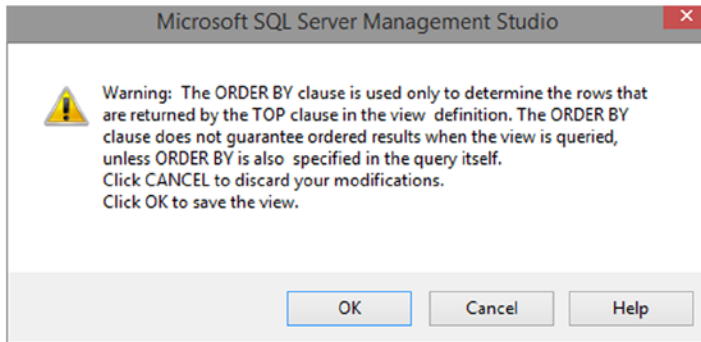 Microsoft SQL Server Management Studio
Warning: The ORDER BY clause is used only to determine the rows that
are returned by the TOP clause in the view definition. The ORDER BY
clause does not guarantee ordered results when the view is queried,
unless ORDER BY is also specified in the query itself.
Click CANCEL to discard your modifications.
Click OK to save the view.
OK Cancel Help